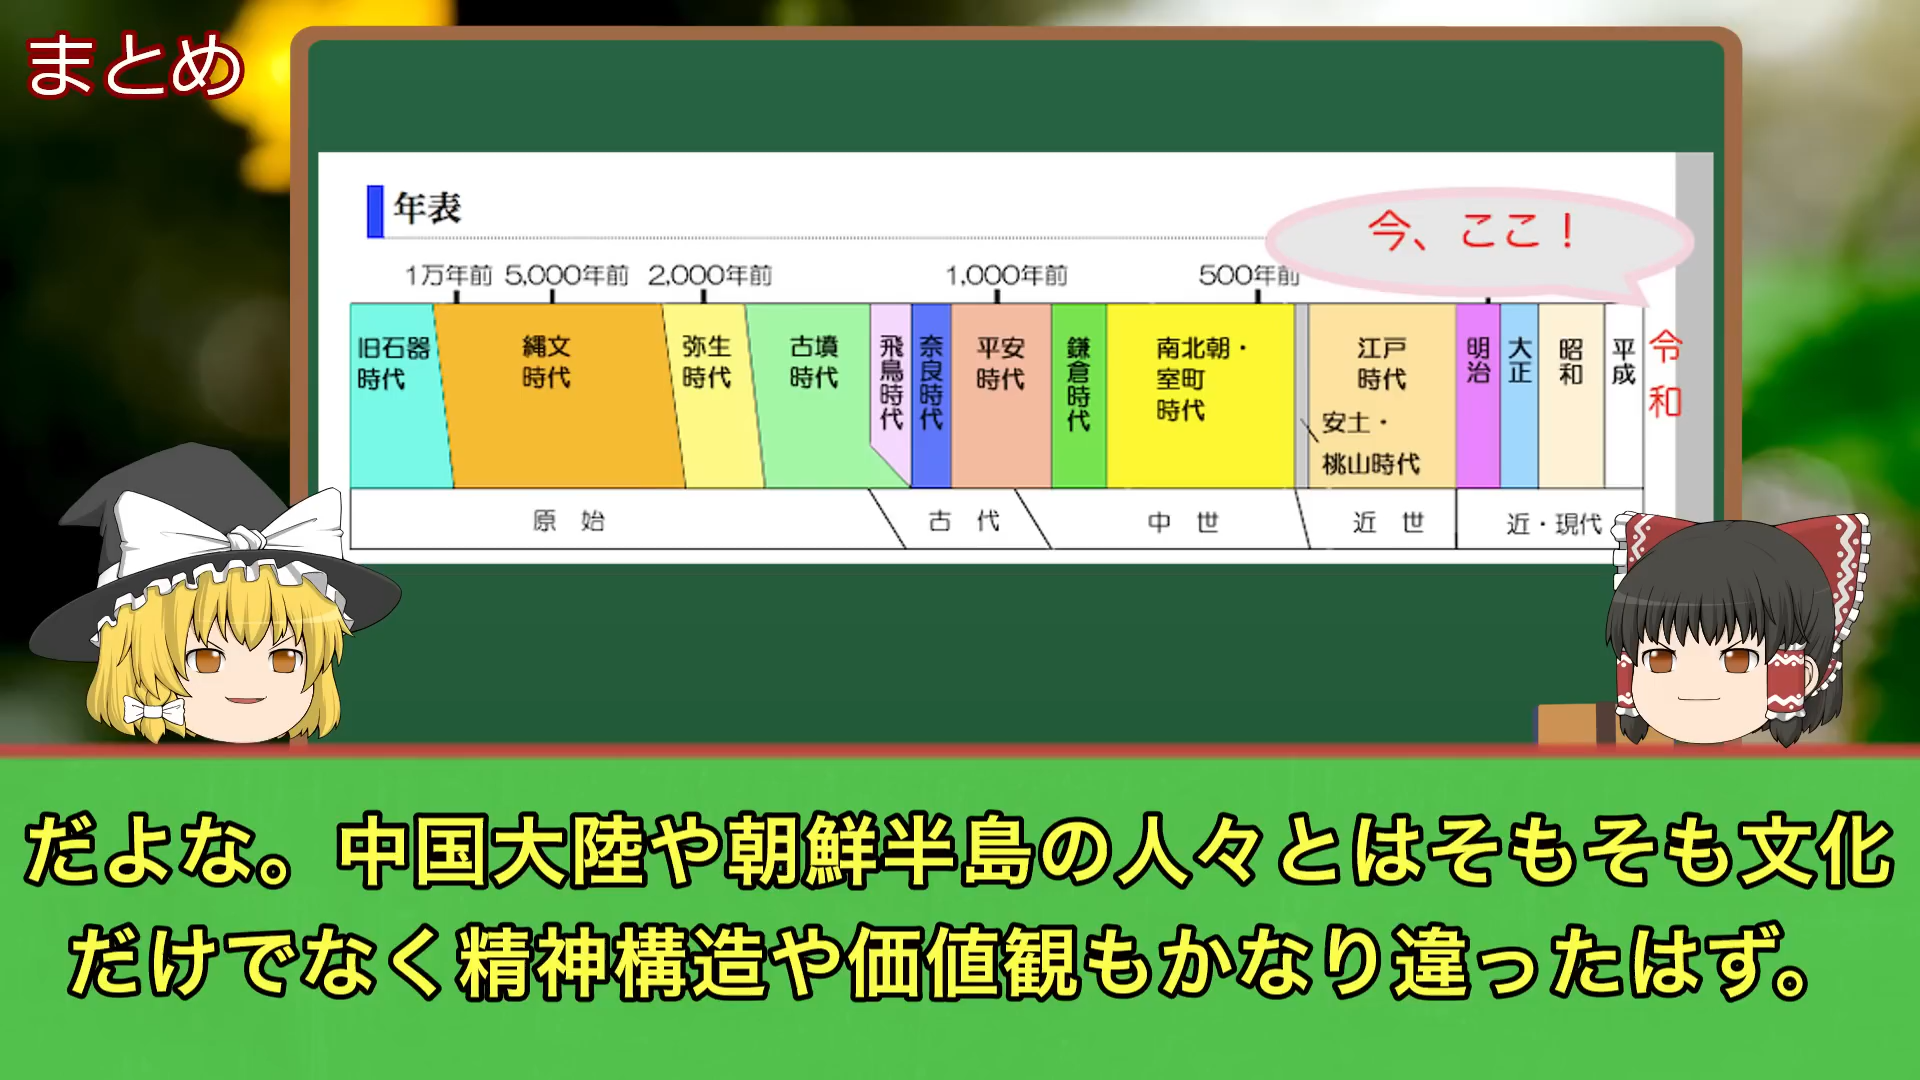 まとめ
年表
今、ここ！
1万年前 5,000年前 2,000年前 1,000年前 500年前
旧石器
時代
縄文
時代
弥生
時代
古墳
時代
飛鳥時代
奈良時代
平安
時代
鎌倉時代
南北朝・
室町
時代
江戸
時代
安土・
桃山時代
明治
大正
昭和
平成
令和
原始
古代
中世
近世
近・現代
だよな。中国大陸や朝鮮半島の人々とはそもそも文化
だけでなく精神構造や価値観もかなり違ったはず。